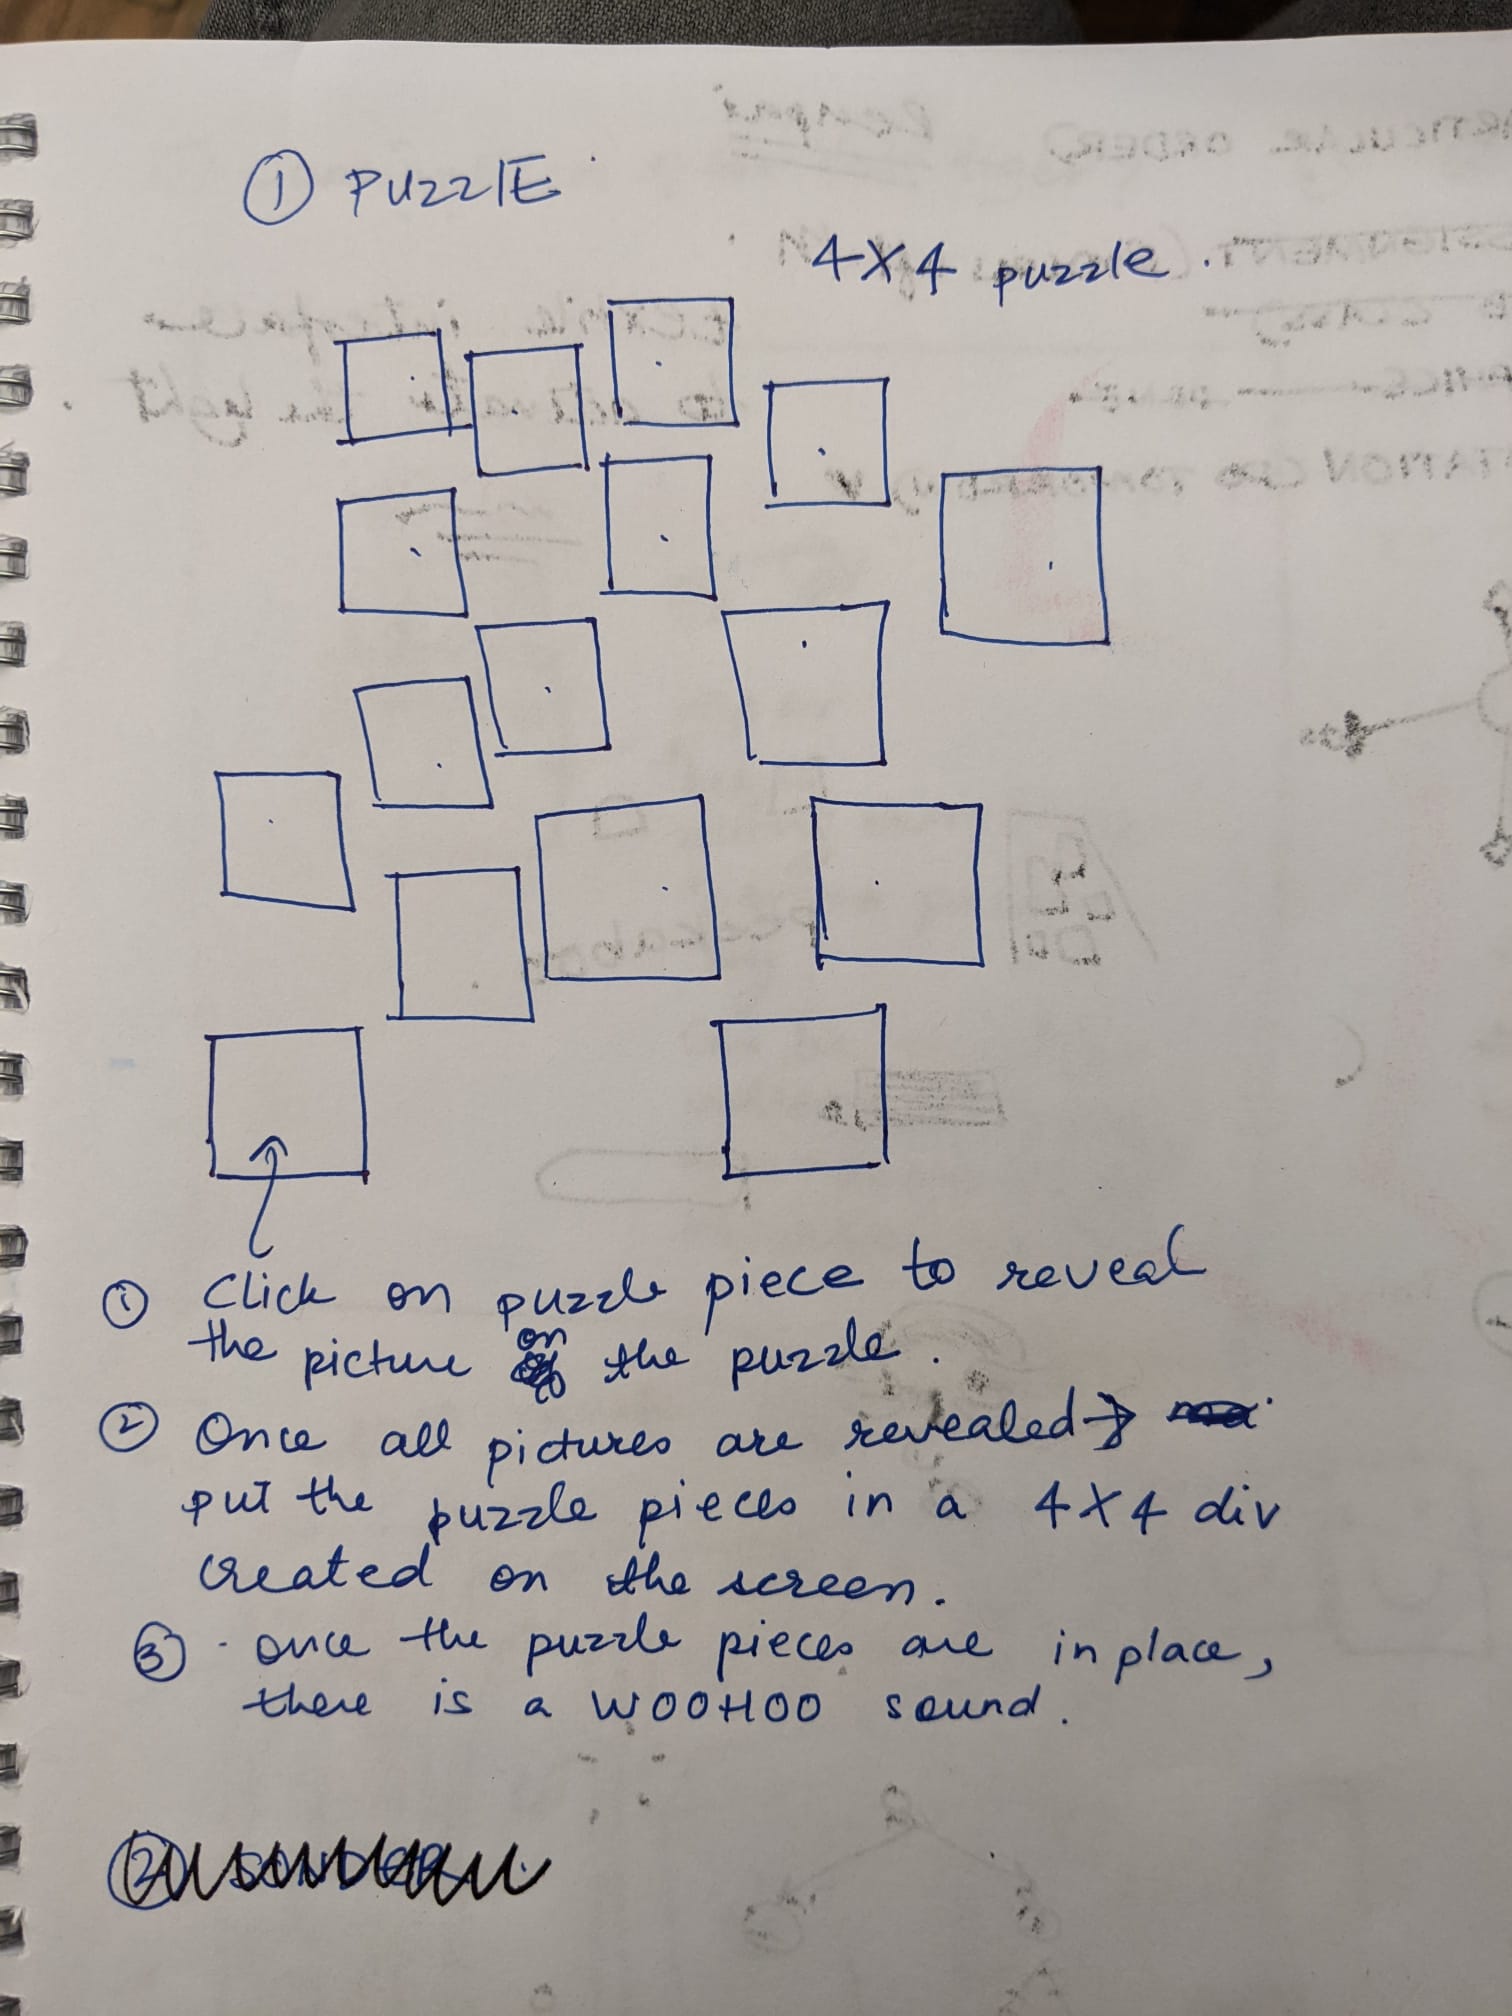 ① PUZZLE
4X4 puzzle.
① Click on puzzle piece to reveal
the picture on the puzzle.
② Once all pictures are revealed →
put the puzzle pieces in a 4X4 div
created on the screen.
③ . once the puzzle pieces are in place,
there is a WOOHOO sound.
②